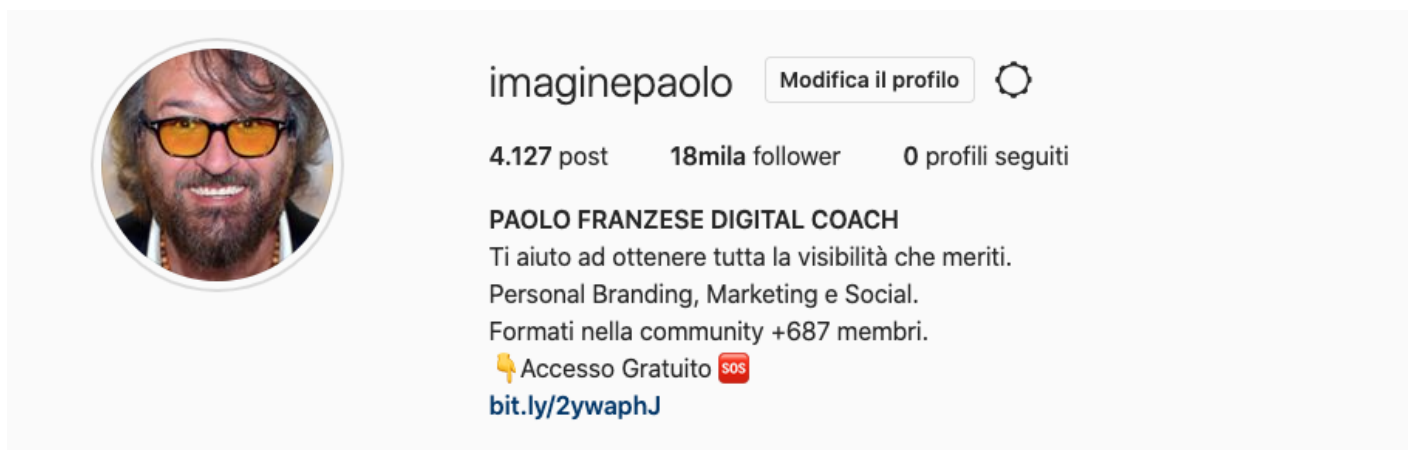 imaginepaolo Modifica il profilo
4.127 post 18mila follower 0 profili seguiti
PAOLO FRANZESE DIGITAL COACH
Ti aiuto ad ottenere tutta la visibilità che meriti.
Personal Branding, Marketing e Social.
Formati nella community +687 membri.
👇Accesso Gratuito 🆘
bit.ly/2ywaphJ